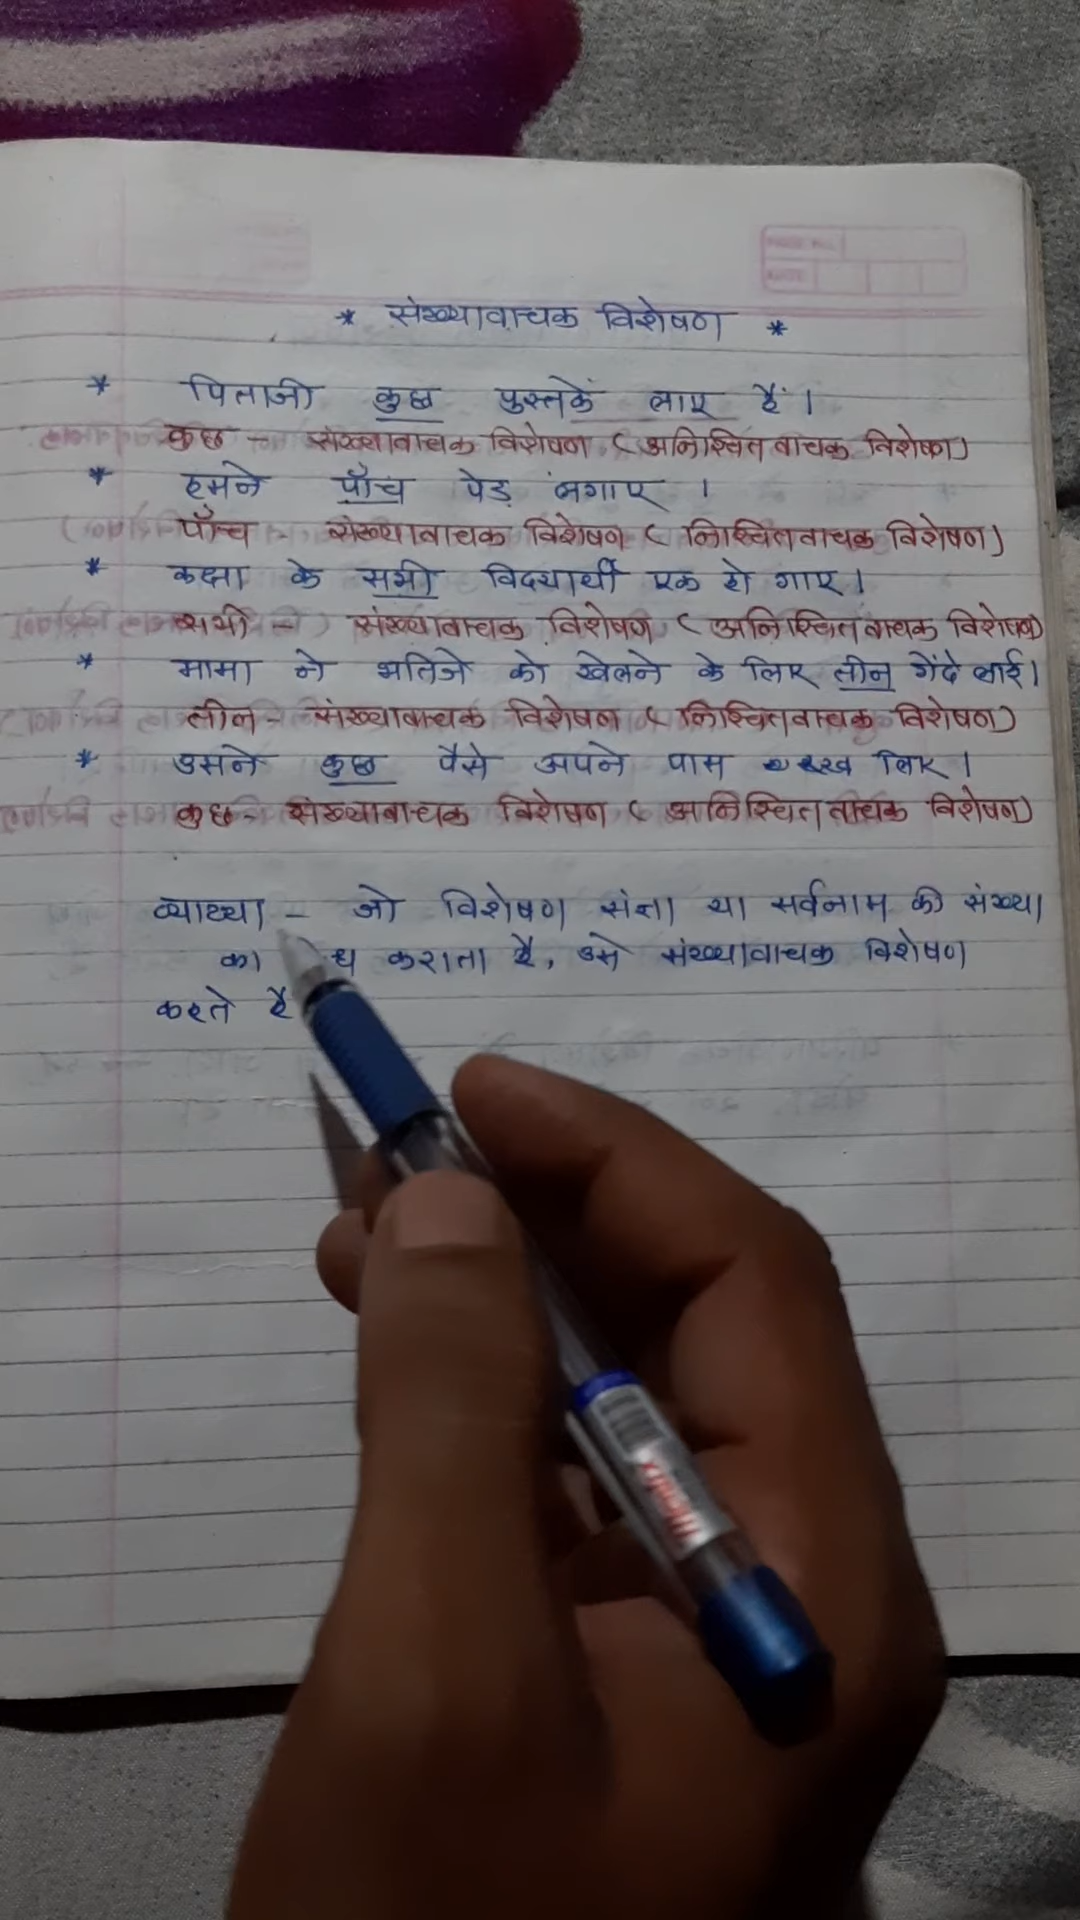 * संख्यावाचक विशेषण *
* पिताजी कुछ पुस्तकें लाए हैं ।
कुछ - संख्यावाचक विशेषण ( अनिश्चितवाचक विशेषण)
* हमने पाँच पेड़ लगाए ।
पाँच - संख्यावाचक विशेषण ( निश्चितवाचक विशेषण)
* कक्षा के सभी विद्यार्थी एक हो गाए ।
सभी - संख्यावाचक विशेषण ( अनिश्चितवाचक विशेषण)
* मामा ने भतिजे को खेलने के लिए तीन गेंदे लाई ।
तीन - संख्यावाचक विशेषण ( निश्चितवाचक विशेषण)
* उसने कुछ पैसे अपने पास रख लिए ।
कुछ - संख्यावाचक विशेषण ( अनिश्चितवाचक विशेषण)
व्याख्या - जो विशेषण संज्ञा या सर्वनाम की संख्या
का ध कराता है, उसे संख्यावाचक विशेषण
कहते है